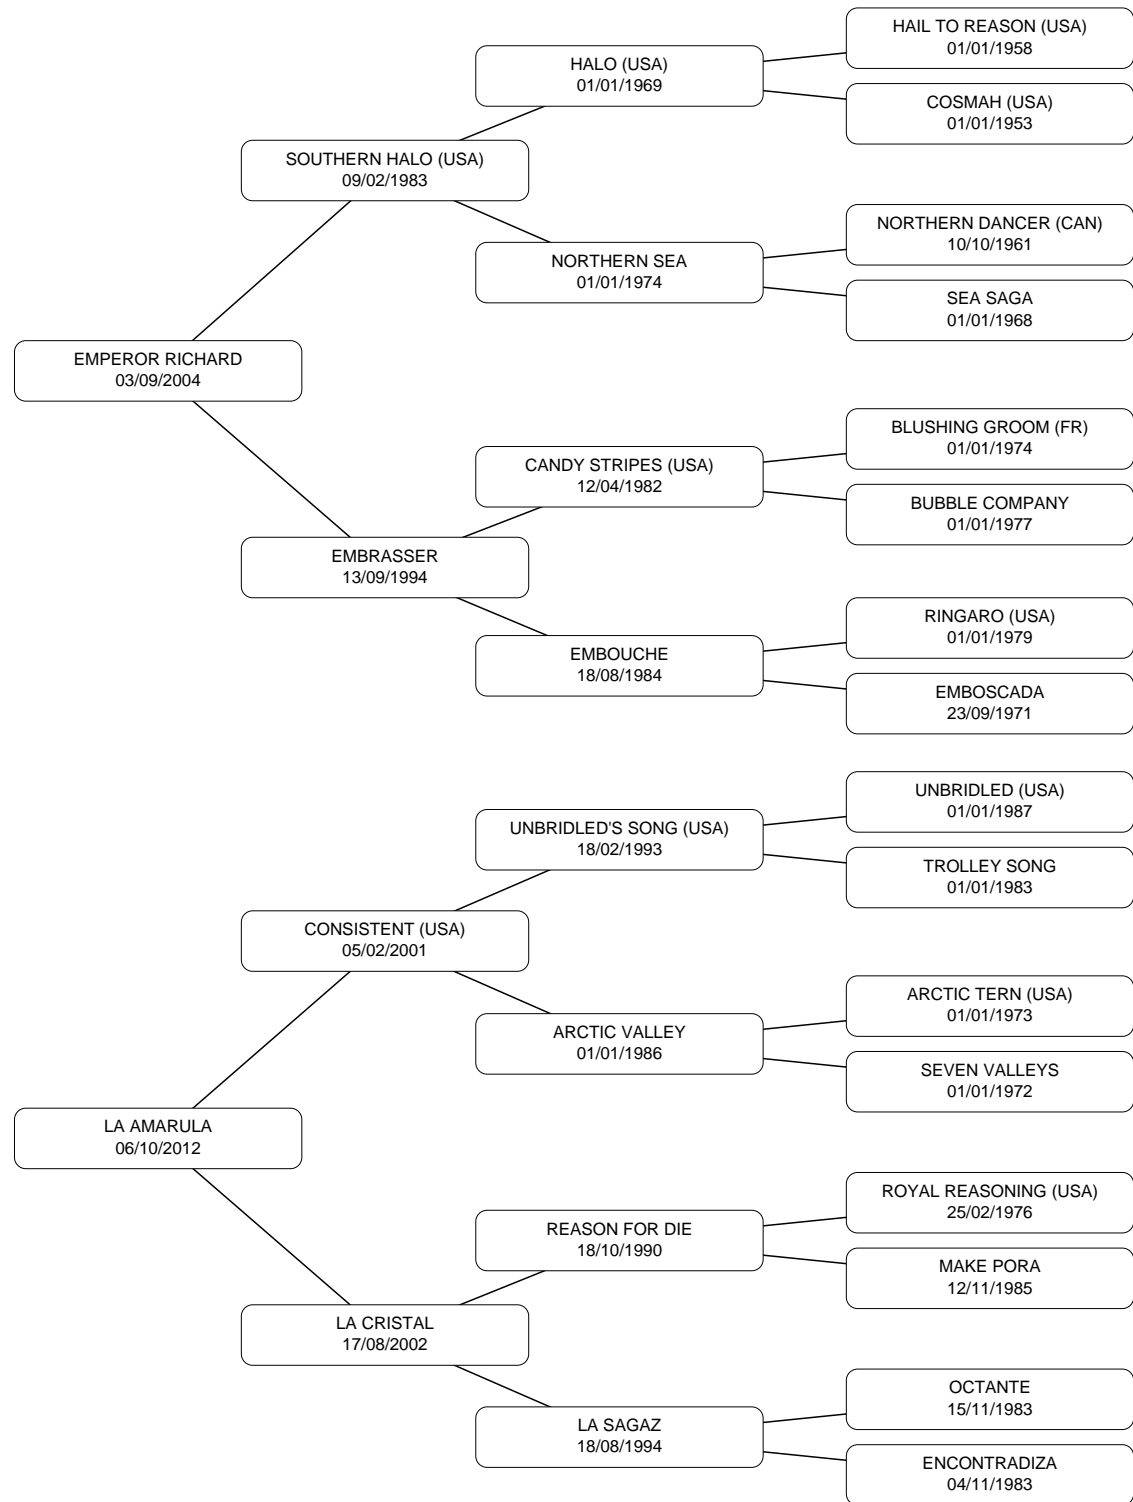 HAIL TO REASON (USA)
01/01/1958
HALO (USA)
01/01/1969
COSMAH (USA)
01/01/1953
SOUTHERN HALO (USA)
09/02/1983
NORTHERN DANCER (CAN)
10/10/1961
NORTHERN SEA
01/01/1974
SEA SAGA
01/01/1968
EMPEROR RICHARD
03/09/2004
BLUSHING GROOM (FR)
01/01/1974
CANDY STRIPES (USA)
12/04/1982
BUBBLE COMPANY
01/01/1977
EMBRASSER
13/09/1994
RINGARO (USA)
01/01/1979
EMBOUCHE
18/08/1984
EMBOSCADA
23/09/1971
UNBRIDLED (USA)
01/01/1987
UNBRIDLED'S SONG (USA)
18/02/1993
TROLLEY SONG
01/01/1983
CONSISTENT (USA)
05/02/2001
ARCTIC TERN (USA)
01/01/1973
ARCTIC VALLEY
01/01/1986
SEVEN VALLEYS
01/01/1972
LA AMARULA
06/10/2012
ROYAL REASONING (USA)
25/02/1976
REASON FOR DIE
18/10/1990
MAKE PORA
12/11/1985
LA CRISTAL
17/08/2002
OCTANTE
15/11/1983
LA SAGAZ
18/08/1994
ENCONTRADIZA
04/11/1983